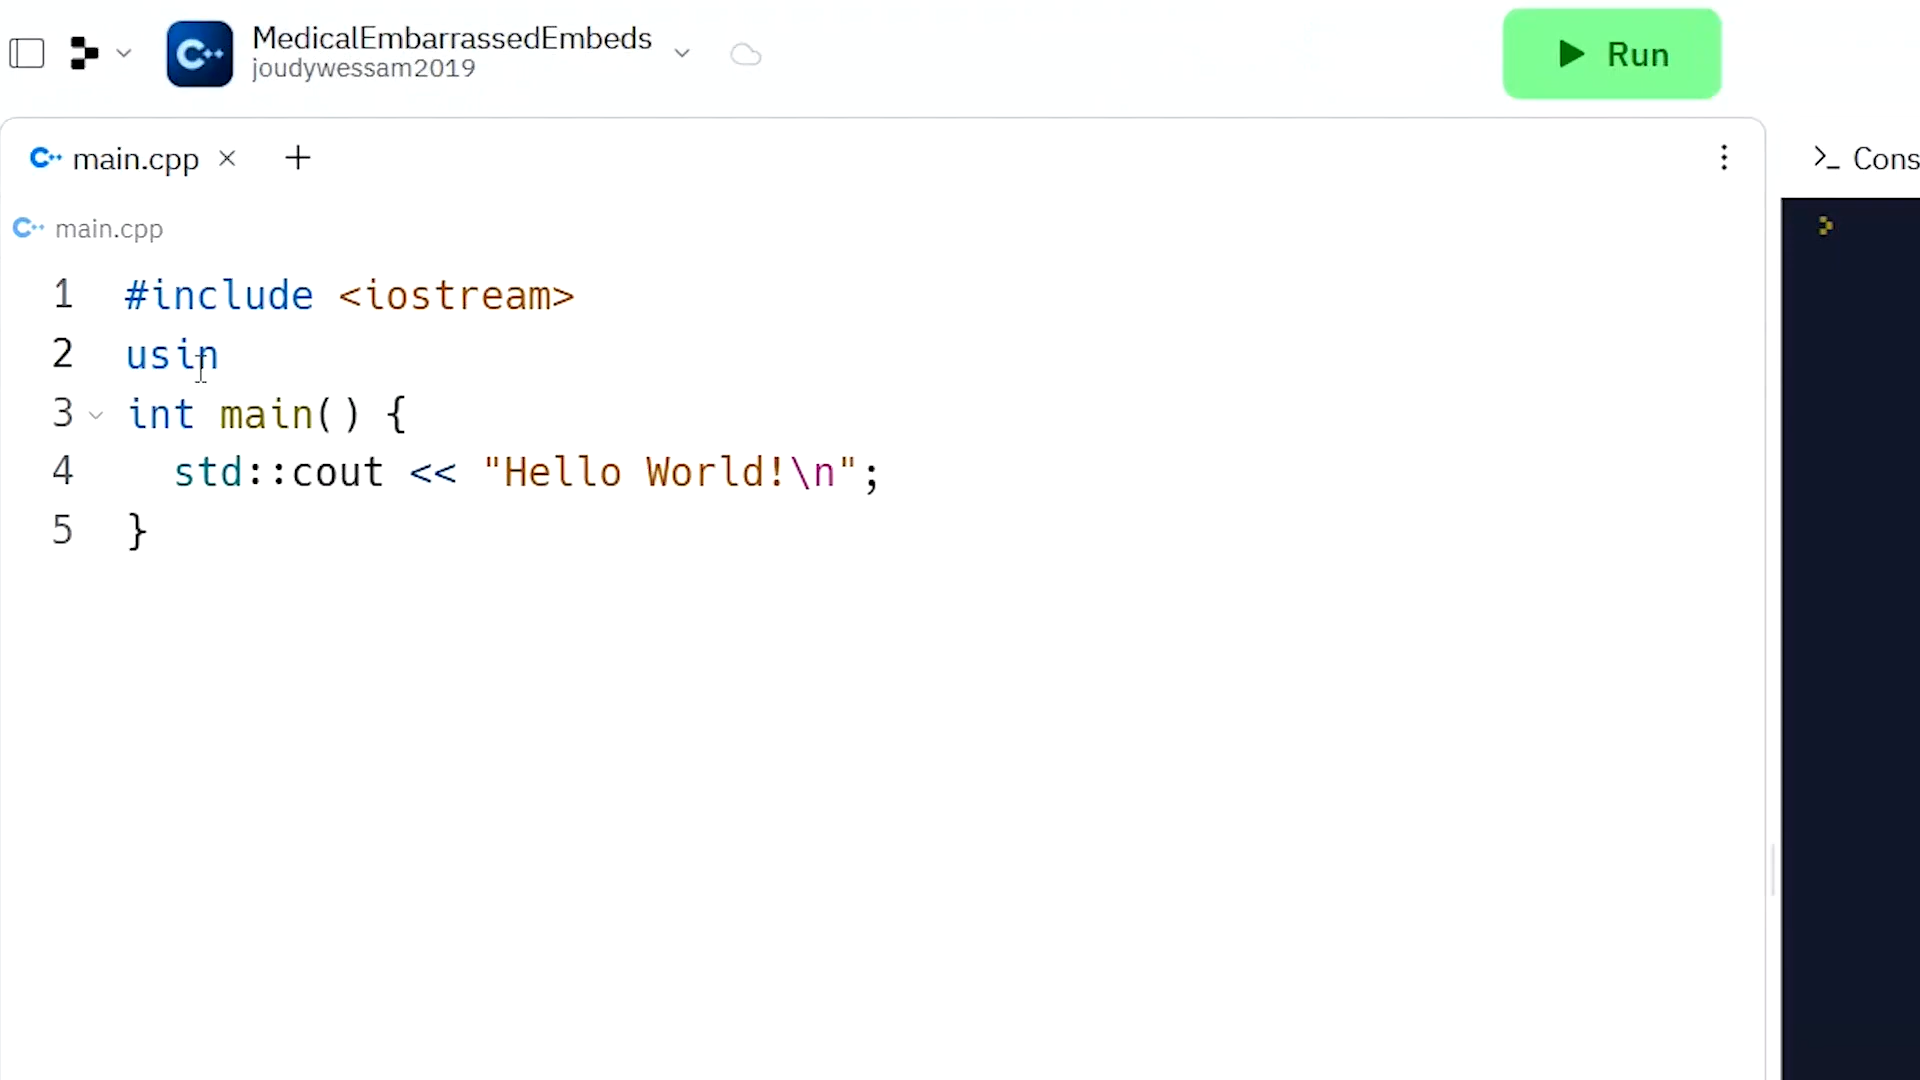 C++ MedicalEmbarrassedEmbeds
joudywessam2019
Run
C++ main.cpp
Cons
C++ main.cpp
1 #include <iostream>
2 usin
3 int main() {
4 std::cout << "Hello World!\n";
5 }